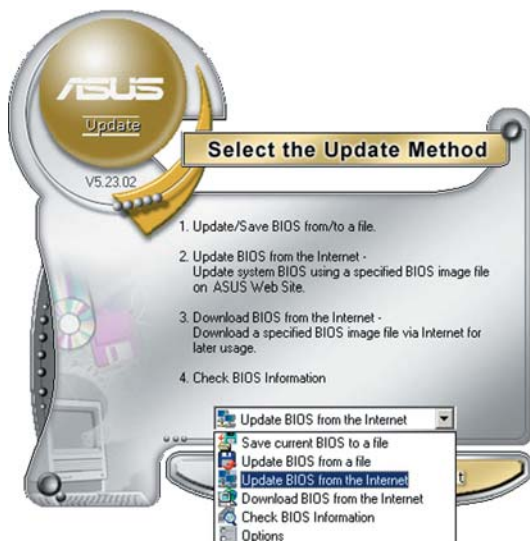 ASUS
Update
V5.23.02
Select the Update Method
1. Update/Save BIOS from/to a file.
2. Update BIOS from the Internet -
Update system BIOS using a specified BIOS image file
on ASUS Web Site.
3. Download BIOS from the Internet -
Download a specified BIOS image file via Internet for
later usage.
4. Check BIOS Information
Update BIOS from the Internet
Save current BIOS to a file
Update BIOS from a file
Update BIOS from the Internet
Download BIOS from the Internet
Check BIOS Information
Options